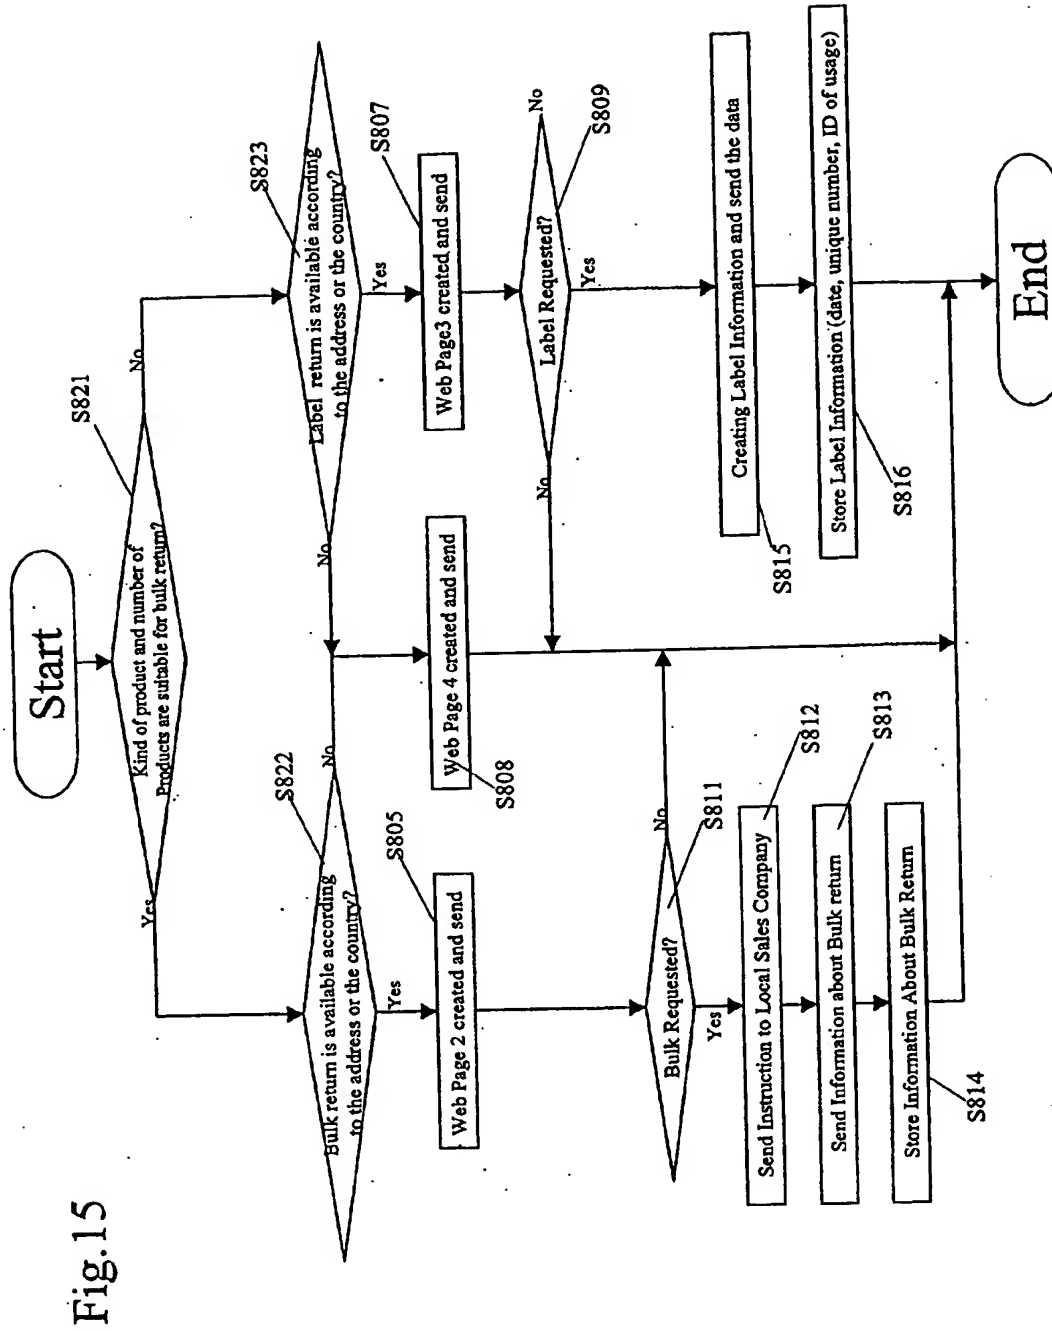 Fig.15
Start
Kind of product and number of
Products are suitable for bulk return?
S821
Yes
No
Bulk return is available according
to the address or the country?
S822
No
Yes
Label return is available according
to the address or the country?
S823
No
Yes
Web Page 2 created and send
S805
Web Page 4 created and send
S808
Web Page3 created and send
S807
Label Requested?
S809
No
No
Yes
Bulk Requested?
S811
No
Yes
Send Instruction to Local Sales Company
S812
Send Information about Bulk return
S813
Store Information About Bulk Return
S814
Creating Label Information and send the data
S815
Store Label Information (date, unique number, ID of usage)
S816
End